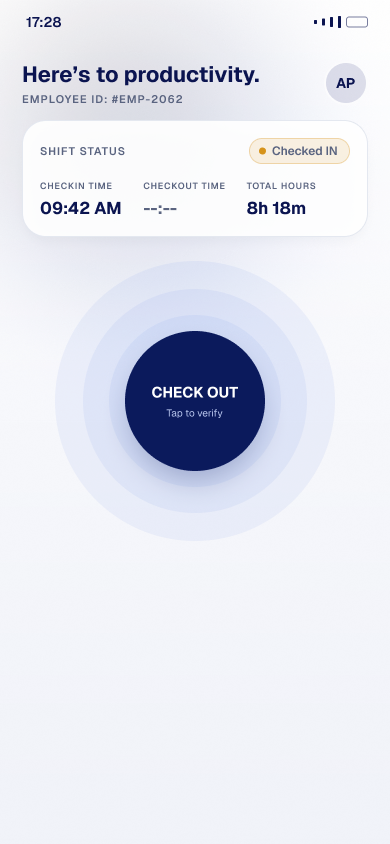 17:28
Here's to productivity.
EMPLOYEE ID: #EMP-2062
AP
SHIFT STATUS
Checked IN
CHECKIN TIME
CHECKOUT TIME
TOTAL HOURS
09:42 AM
--:--
8h 18m
CHECK OUT
Tap to verify